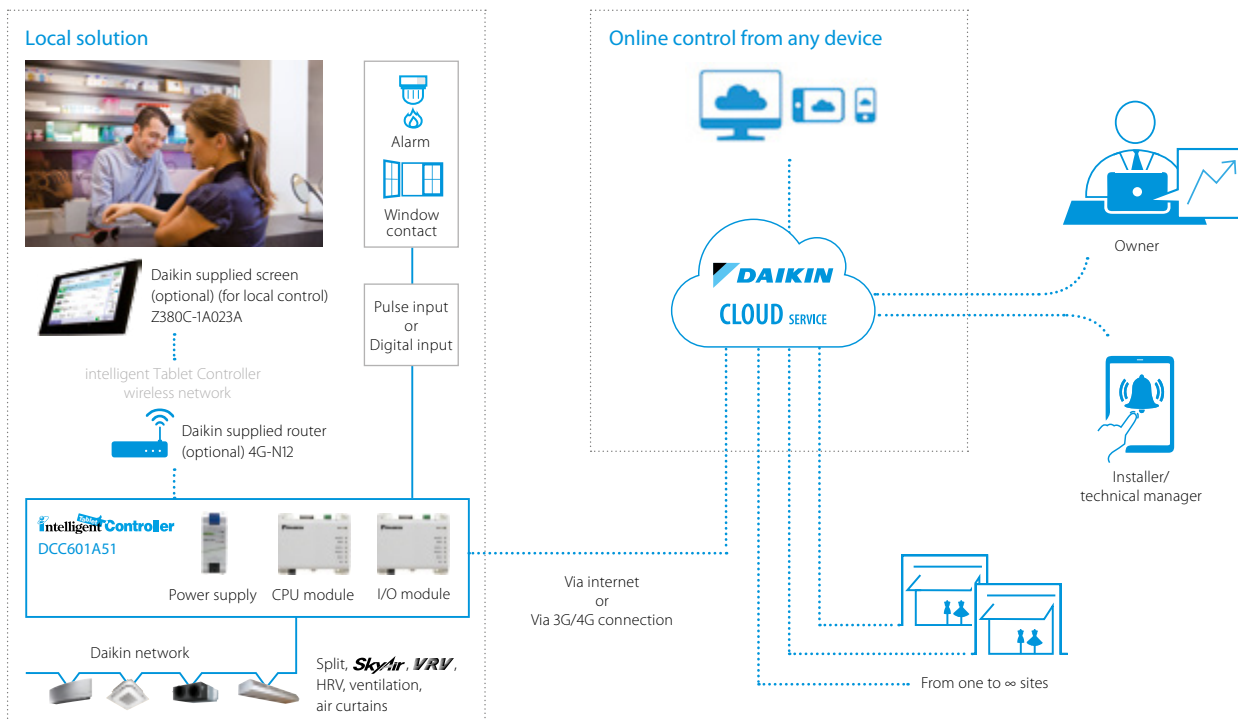 Local solution
Alarm
Window
contact
Daikin supplied screen
(optional) (for local control)
Z380C-1A023A
Pulse input
or
Digital input
intelligent Tablet Controller
wireless network
Daikin supplied router
(optional) 4G-N12
intelligent Tablet Controller
DCC601A51
Power supply
CPU module
I/O module
Daikin network
Split, SkyAir, VRV,
HRV, ventilation,
air curtains
Online control from any device
DAIKIN
CLOUD SERVICE
Owner
Installer/
technical manager
Via internet
or
Via 3G/4G connection
From one to ∞ sites